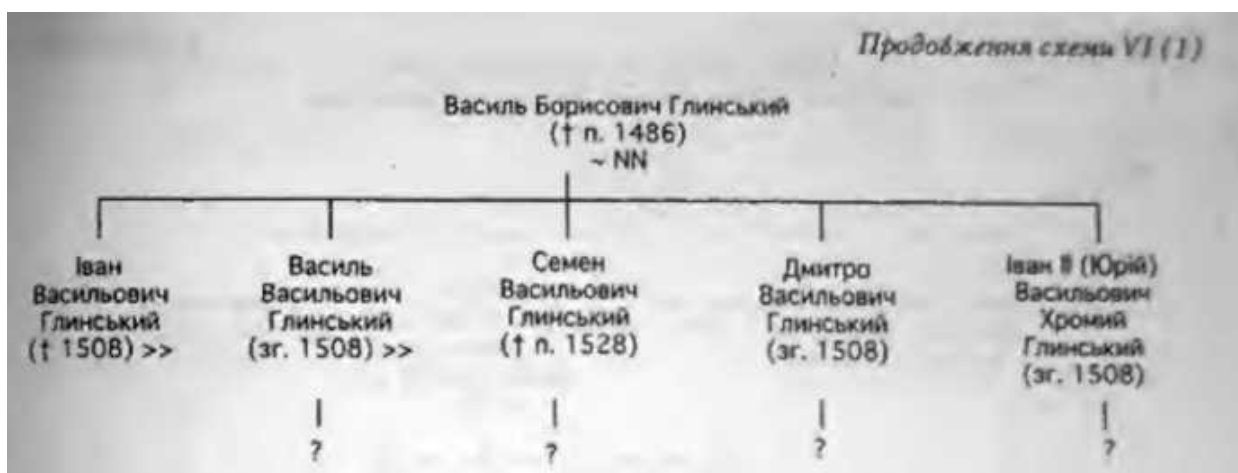 Продовження схеми VI (1)
Василь Борисович Глинський
(† п. 1486)
~ NN
Іван
Васильович
Глинський
(† 1508) >>
Василь
Васильович
Глинський
(зг. 1508) >>
?
Семен
Васильович
Глинський
(† п. 1528)
?
Дмитро
Васильович
Глинський
(зг. 1508)
?
Іван ІІ (Юрій)
Васильович
Хромий
Глинський
(зг. 1508)
?